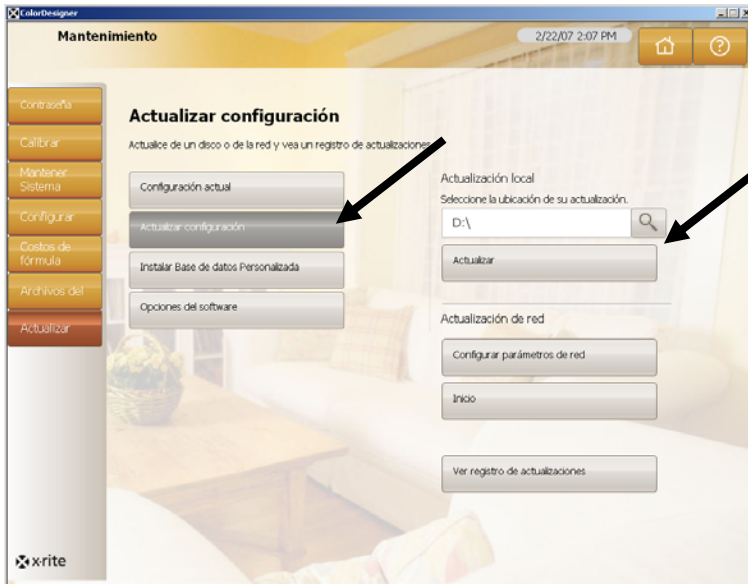 ColorDesigner
Mantenimiento
2/22/07 2:07 PM
Contraseña
Calibrar
Mantener
Sistema
Configurar
Costos de
fórmula
Archivos del
Actualizar
Actualizar configuración
Actualice de un disco o de la red y vea un registro de actualizaciones
Configuración actual
Actualizar configuración
Instalar Base de datos Personalizada
Opciones del software
Actualización local
Seleccione la ubicación de su actualización.
D:\
Actualizar
Actualización de red
Configurar parámetros de red
Inicio
Ver registro de actualizaciones
x·rite